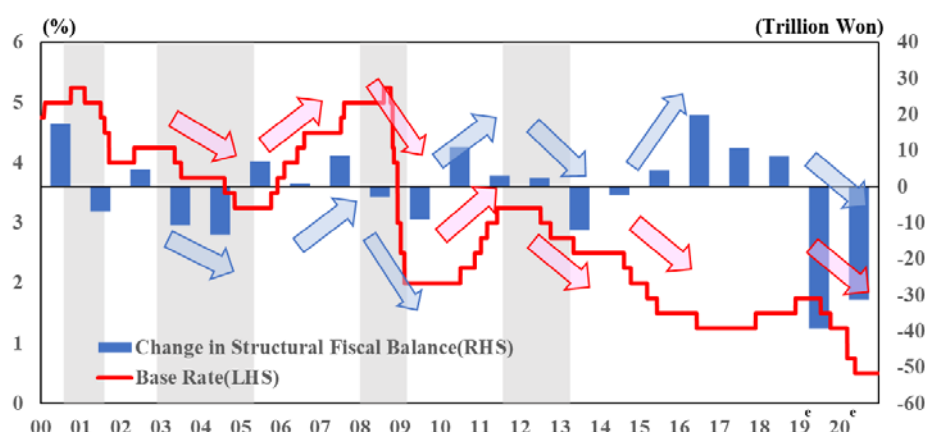 (%) (Trillion Won)
6 40
30
5 20
4 10
0
3 -10
2 -20
-30
1 -40
-50
0 -60
Change in Structural Fiscal Balance(RHS)
Base Rate(LHS)
00 01 02 03 04 05 06 07 08 09 10 11 12 13 14 15 16 17 18 19e 20e